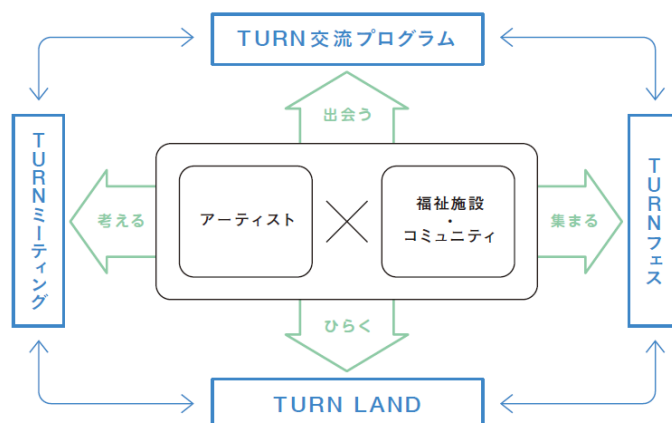 TURN交流プログラム
出会う
TURNミーティング
考える
アーティスト
福祉施設
・
コミュニティ
集まる
TURNフェス
ひらく
TURN LAND